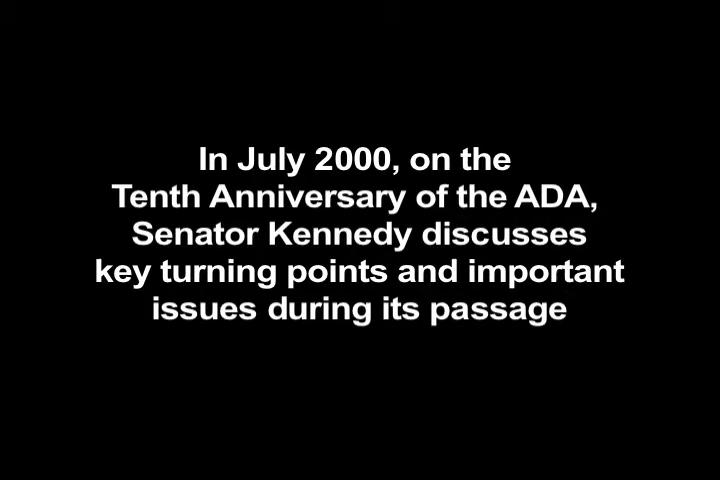 In July 2000, on the
Tenth Anniversary of the ADA,
Senator Kennedy discusses
key turning points and important
issues during its passage